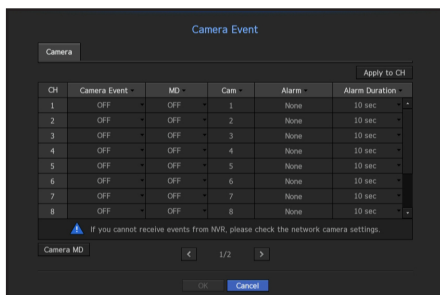 Camera Event
Camera
Apply to CH
CH Camera Event MD Cam Alarm Alarm Duration
1 OFF OFF 1 None 10 sec
2 OFF OFF 2 None 10 sec
3 OFF OFF 3 None 10 sec
4 OFF OFF 4 None 10 sec
5 OFF OFF 5 None 10 sec
6 OFF OFF 6 None 10 sec
7 OFF OFF 7 None 10 sec
8 OFF OFF 8 None 10 sec
If you cannot receive events from NVR, please check the network camera settings.
Camera MD < 1/2 >
OK Cancel